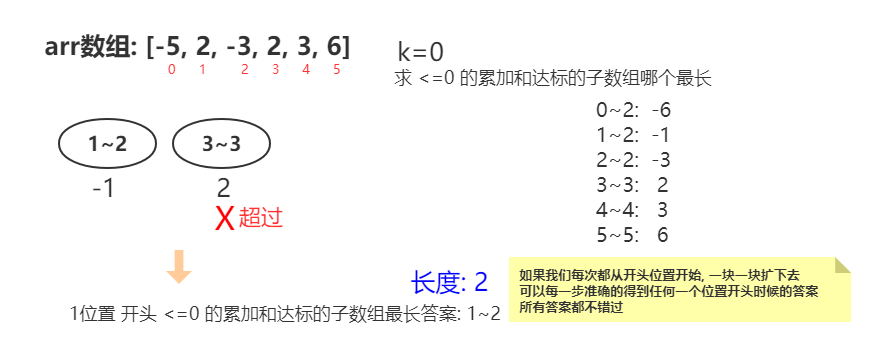 arr数组: [-5, 2, -3, 2, 3, 6]
0 1 2 3 4 5
k=0
求 <=0 的累加和达标的子数组哪个最长
0~2: -6
1~2: -1
2~2: -3
3~3: 2
4~4: 3
5~5: 6
1~2 3~3
-1 2
X 超过
长度: 2
1位置 开头 <=0 的累加和达标的子数组最长答案: 1~2
如果我们每次都从开头位置开始, 一块一块扩下去
可以每一步准确的得到任何一个位置开头时候的答案
所有答案都不错过